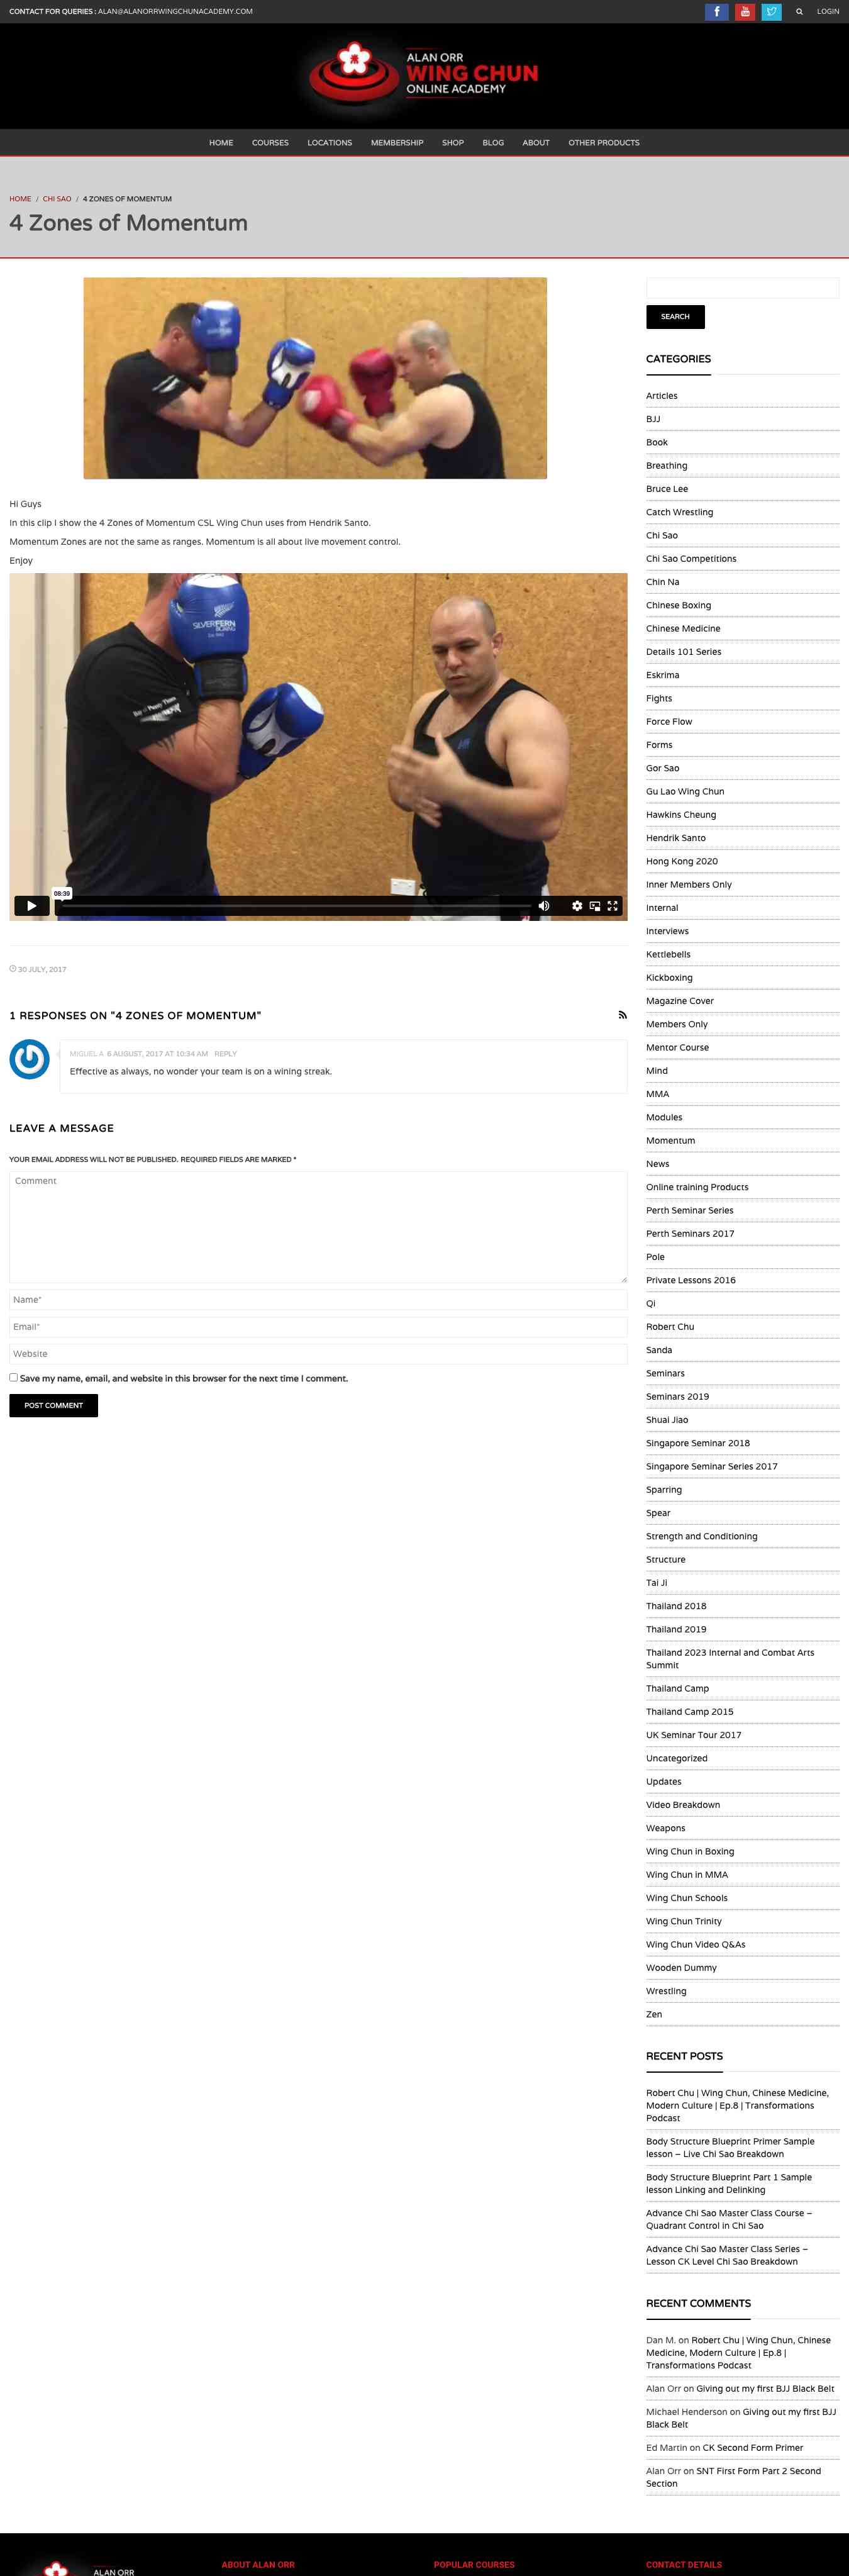 CONTACT FOR QUERIES : ALAN@ALANORRWINGCHUNACADEMY.COM
You Tube
LOGIN
ALAN ORR
WING CHUN
ONLINE ACADEMY
HOME COURSES LOCATIONS MEMBERSHIP SHOP BLOG ABOUT OTHER PRODUCTS
HOME / CHI SAO / 4 ZONES OF MOMENTUM
4 Zones of Momentum
Hi Guys
In this clip I show the 4 Zones of Momentum CSL Wing Chun uses from Hendrik Santo.
Momentum Zones are not the same as ranges. Momentum is all about live movement control.
Enjoy
SILVERFERN
BOXING
08:39
30 JULY, 2017
1 RESPONSES ON "4 ZONES OF MOMENTUM"
MIGUEL A 6 AUGUST, 2017 AT 10:34 AM REPLY
Effective as always, no wonder your team is on a wining streak.
LEAVE A MESSAGE
YOUR EMAIL ADDRESS WILL NOT BE PUBLISHED. REQUIRED FIELDS ARE MARKED *
Comment
Name*
Email*
Website
Save my name, email, and website in this browser for the next time I comment.
POST COMMENT
SEARCH
CATEGORIES
Articles
BJJ
Book
Breathing
Bruce Lee
Catch Wrestling
Chi Sao
Chi Sao Competitions
Chin Na
Chinese Boxing
Chinese Medicine
Details 101 Series
Eskrima
Fights
Force Flow
Forms
Gor Sao
Gu Lao Wing Chun
Hawkins Cheung
Hendrik Santo
Hong Kong 2020
Inner Members Only
Internal
Interviews
Kettlebells
Kickboxing
Magazine Cover
Members Only
Mentor Course
Mind
MMA
Modules
Momentum
News
Online training Products
Perth Seminar Series
Perth Seminars 2017
Pole
Private Lessons 2016
Qi
Robert Chu
Sanda
Seminars
Seminars 2019
Shuai Jiao
Singapore Seminar 2018
Singapore Seminar Series 2017
Sparring
Spear
Strength and Conditioning
Structure
Tai Ji
Thailand 2018
Thailand 2019
Thailand 2023 Internal and Combat Arts
Summit
Thailand Camp
Thailand Camp 2015
UK Seminar Tour 2017
Uncategorized
Updates
Video Breakdown
Weapons
Wing Chun in Boxing
Wing Chun in MMA
Wing Chun Schools
Wing Chun Trinity
Wing Chun Video Q&As
Wooden Dummy
Wrestling
Zen
RECENT POSTS
Robert Chu | Wing Chun, Chinese Medicine,
Modern Culture | Ep.8 | Transformations
Podcast
Body Structure Blueprint Primer Sample
lesson – Live Chi Sao Breakdown
Body Structure Blueprint Part 1 Sample
lesson Linking and Delinking
Advance Chi Sao Master Class Course –
Quadrant Control in Chi Sao
Advance Chi Sao Master Class Series –
Lesson CK Level Chi Sao Breakdown
RECENT COMMENTS
Dan M. on Robert Chu | Wing Chun, Chinese
Medicine, Modern Culture | Ep.8 |
Transformations Podcast
Alan Orr on Giving out my first BJJ Black Belt
Michael Henderson on Giving out my first BJJ
Black Belt
Ed Martin on CK Second Form Primer
Alan Orr on SNT First Form Part 2 Second
Section
ALAN ORR
ABOUT ALAN ORR
POPULAR COURSES
CONTACT DETAILS